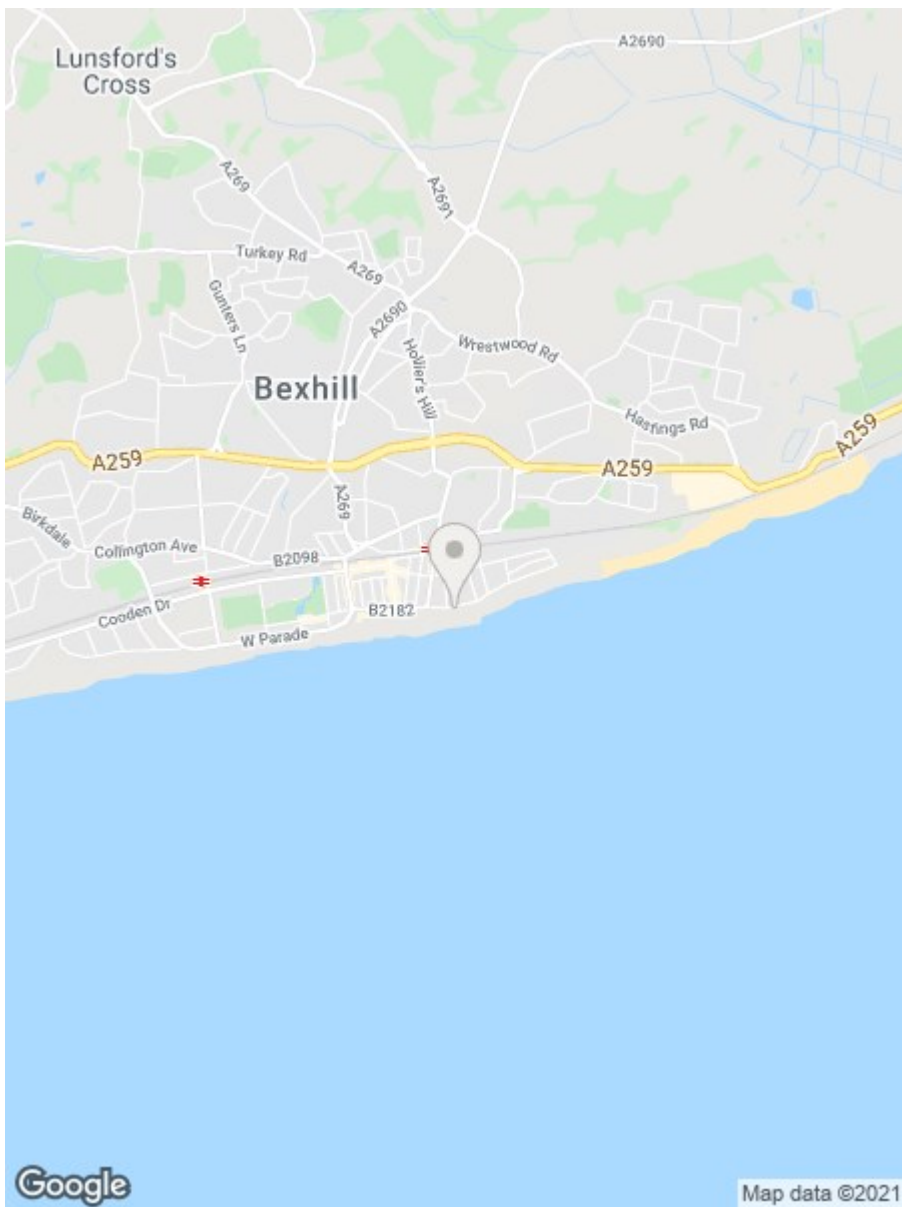 A2690
Lunsford's
Cross
A269
A2691
Turkey Rd
A269
Gunters Ln
A2690
Hollier's Hill
Wrestwood Rd
Bexhill
Hastings Rd
A259
A259
A259
A269
Birkdale
Collington Ave
B2098
Cooden Dr
B2182
W Parade
Google
Map data ©2021